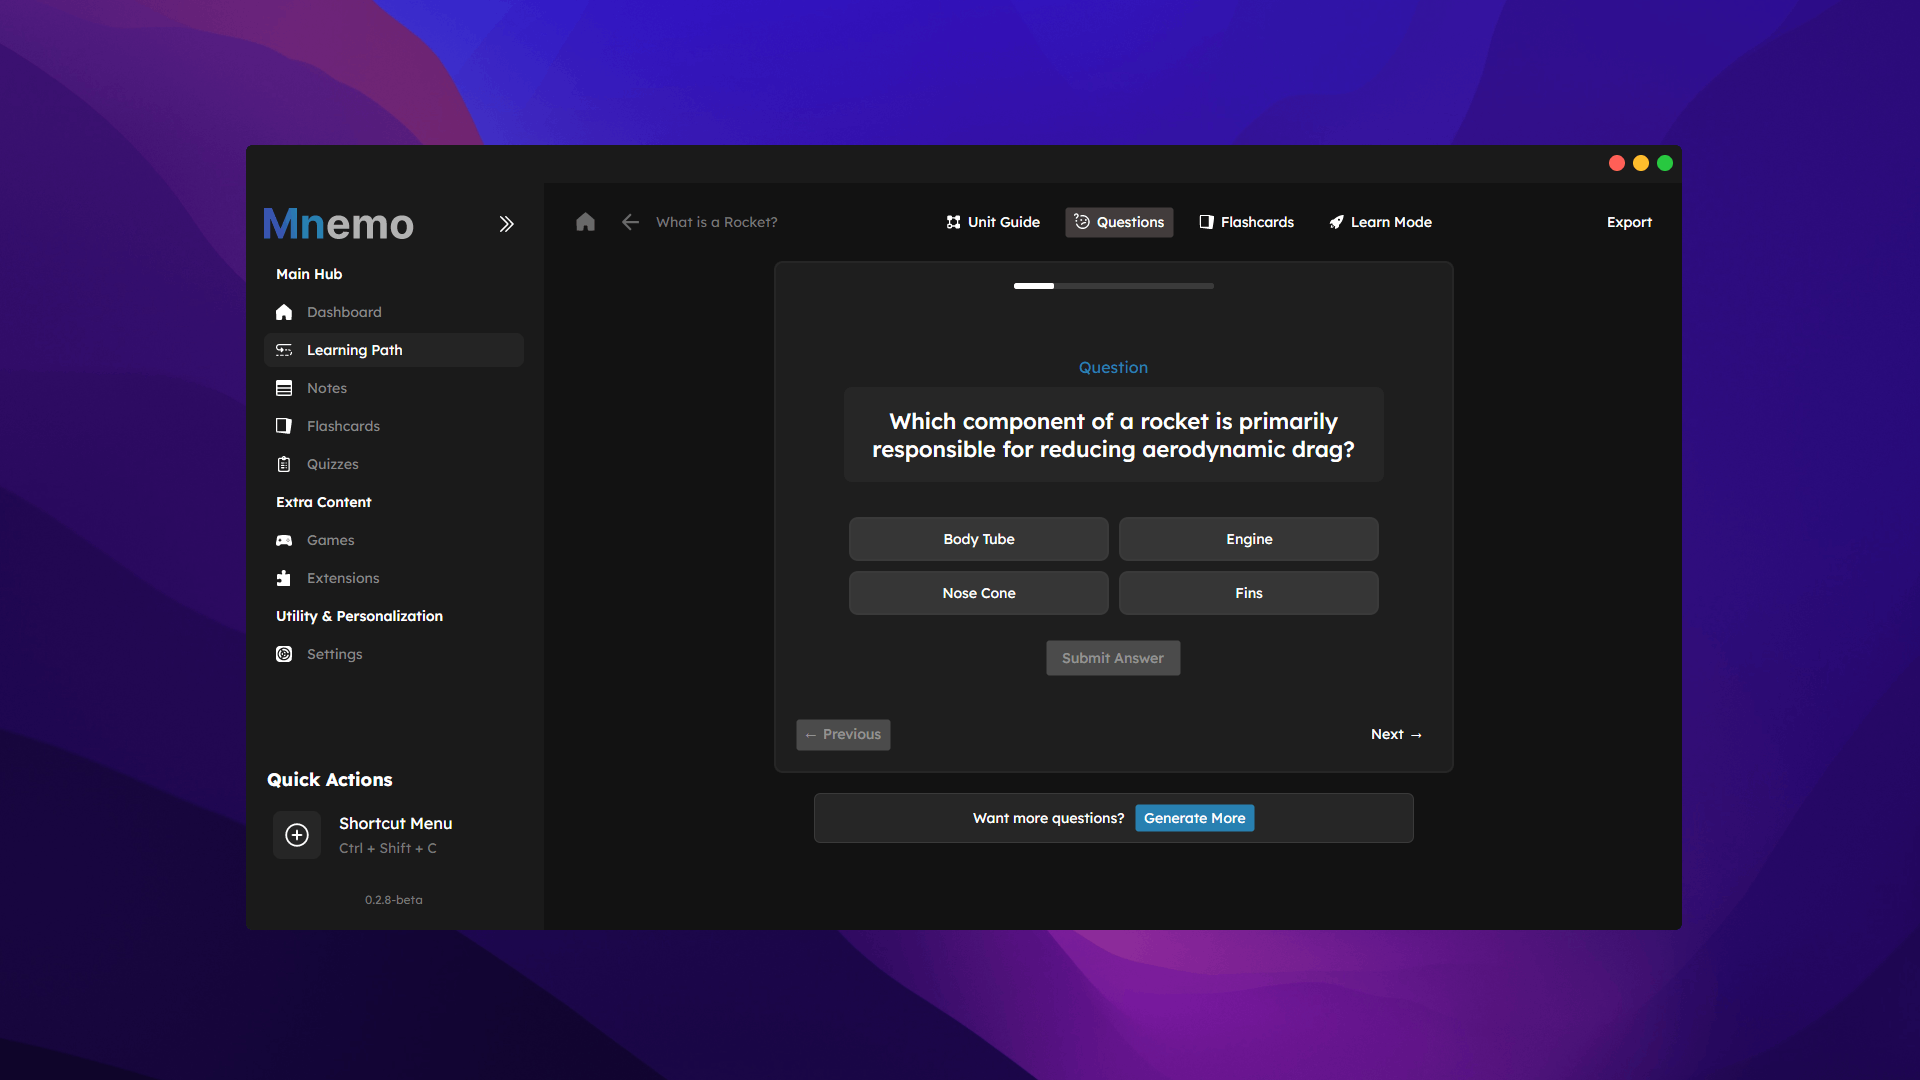 Mnemo
Main Hub
Dashboard
Learning Path
Notes
Flashcards
Quizzes
Extra Content
Games
Extensions
Utility & Personalization
Settings
Quick Actions
Shortcut Menu
Ctrl + Shift + C
0.2.8-beta
What is a Rocket?
Unit Guide
Questions
Flashcards
Learn Mode
Export
Question
Which component of a rocket is primarily
responsible for reducing aerodynamic drag?
Body Tube
Engine
Nose Cone
Fins
Submit Answer
← Previous
Next →
Want more questions?
Generate More